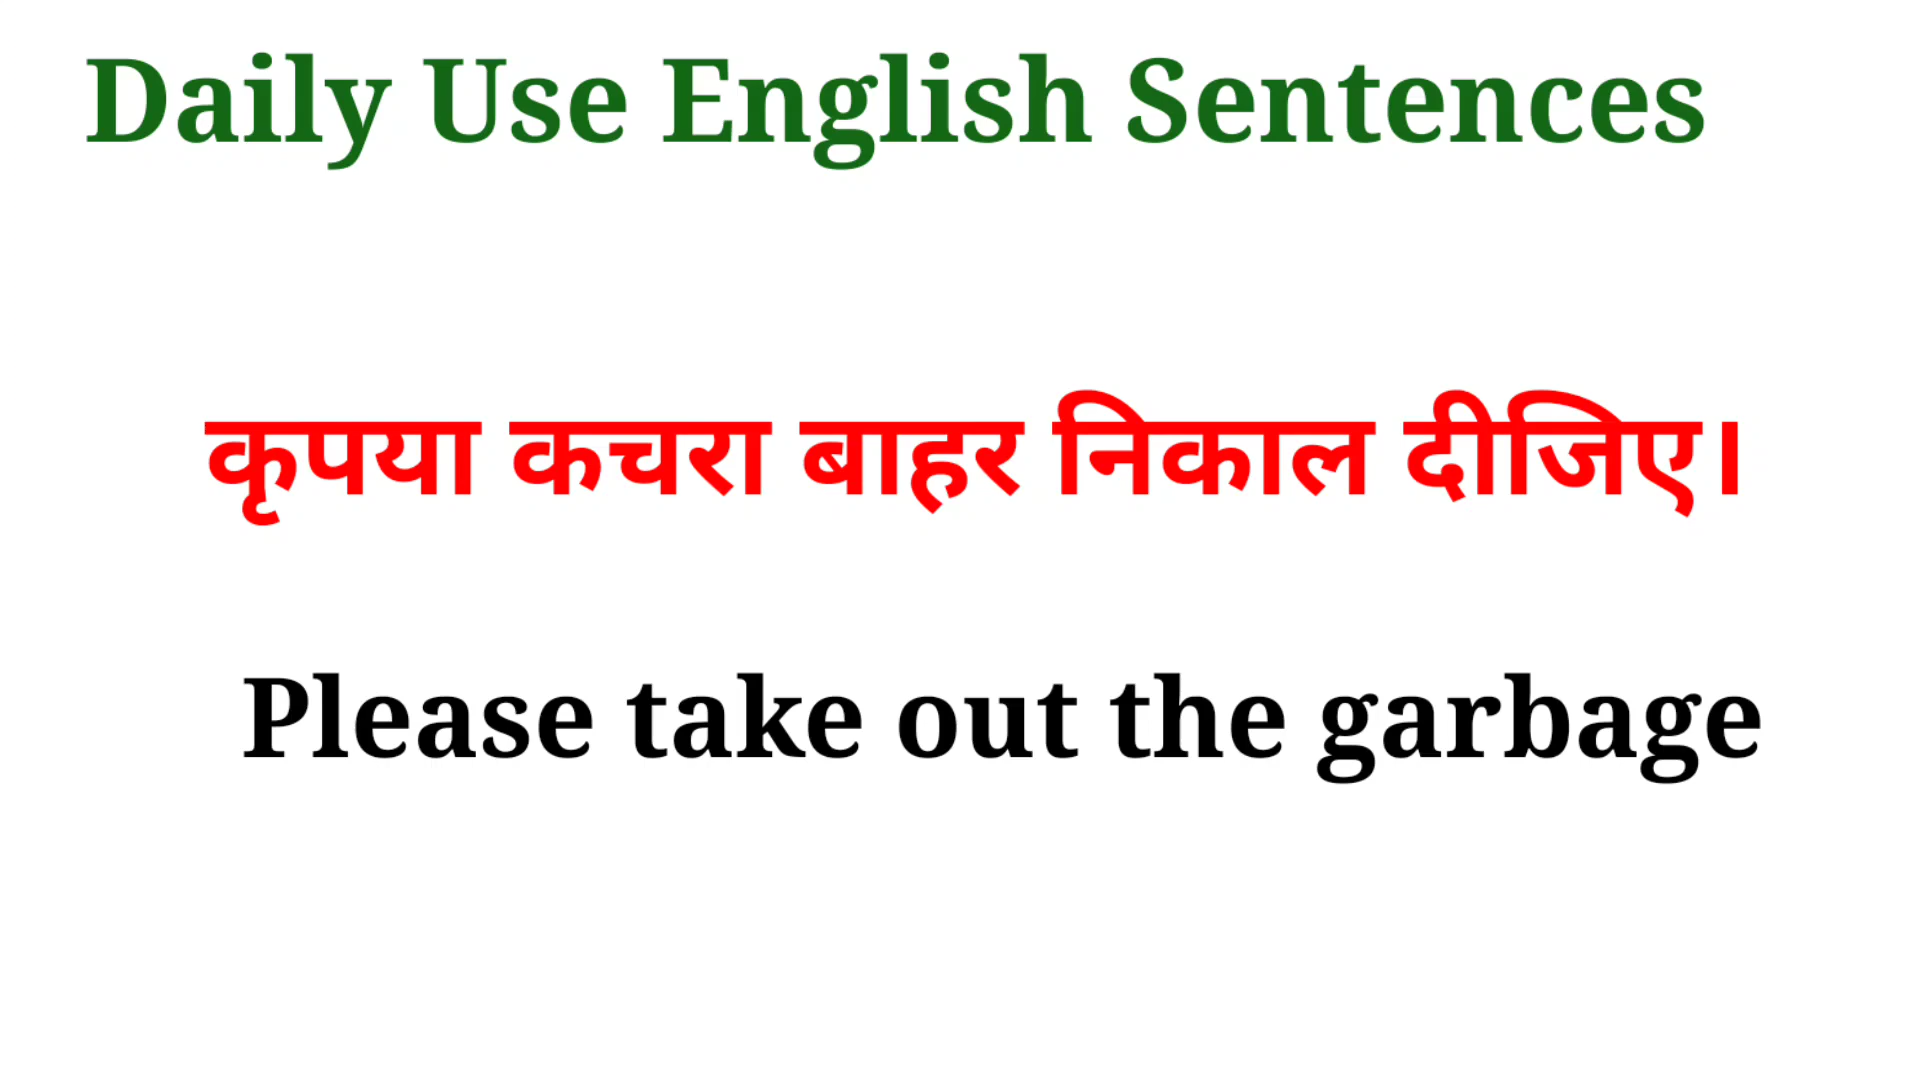 Daily Use English Sentences
कृपया कचरा बाहर निकाल दीजिए।
Please take out the garbage